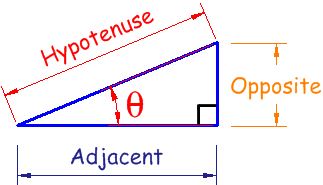 Hypotenuse
θ
Opposite
Adjacent